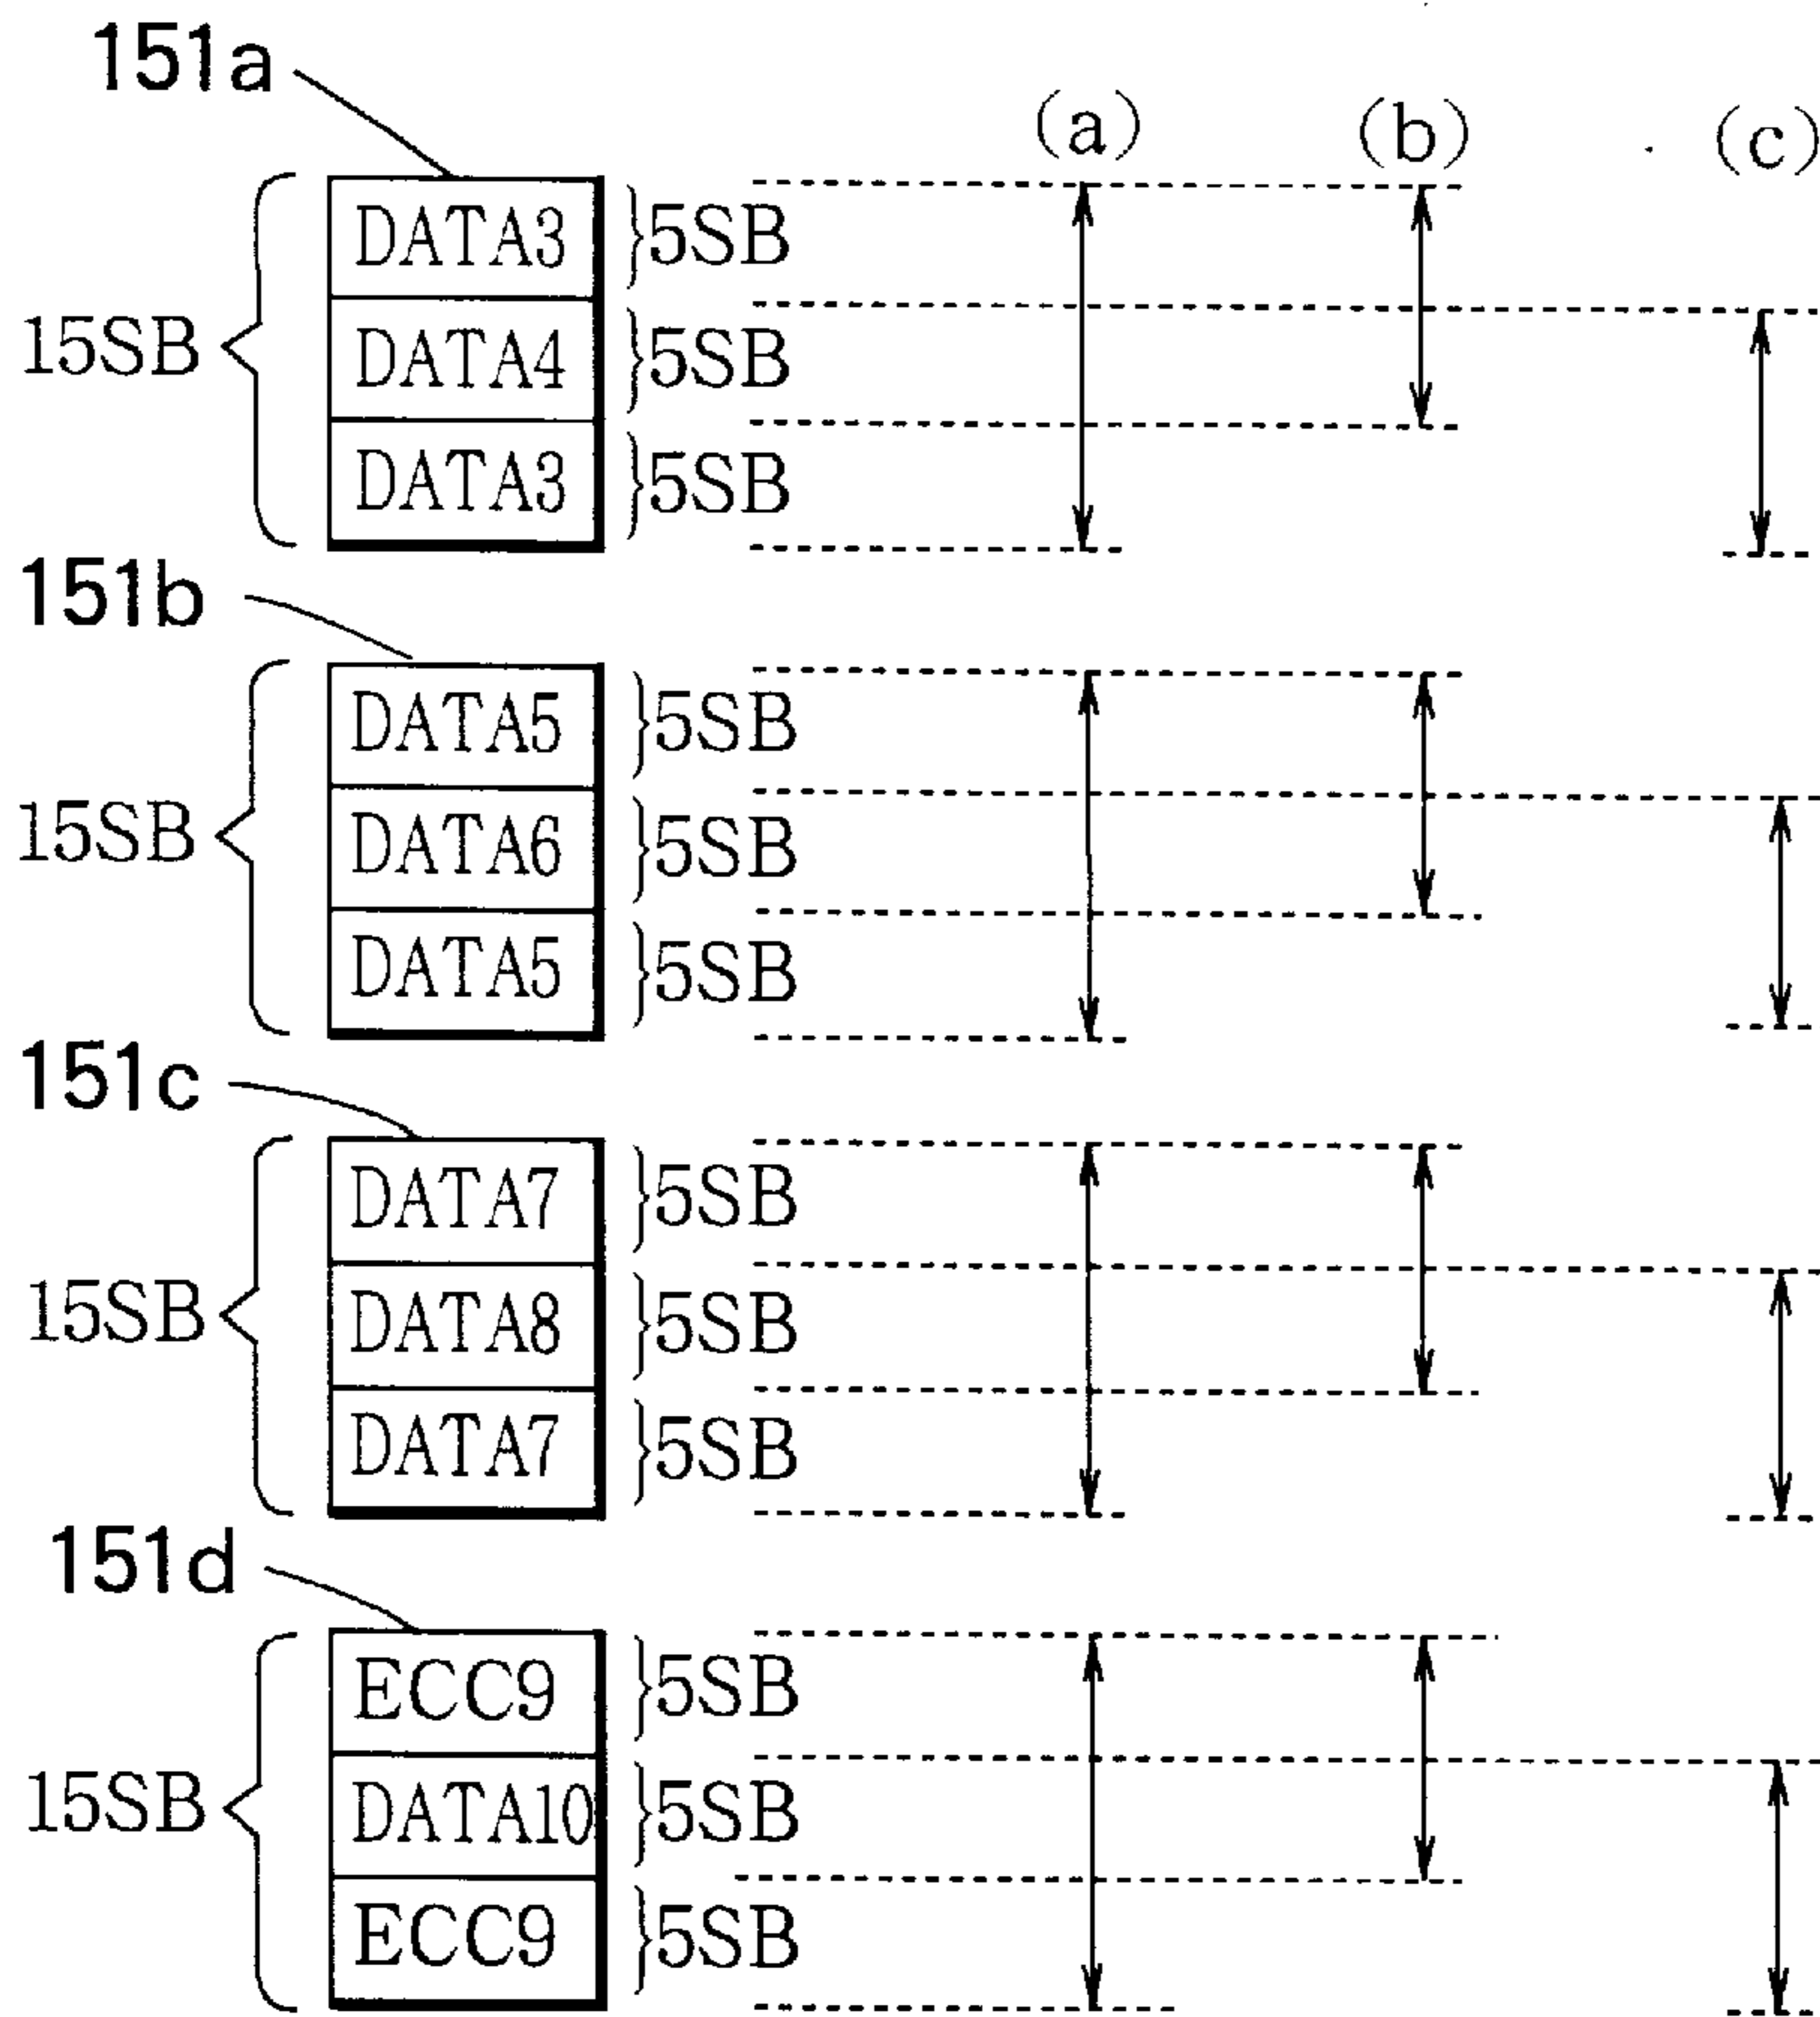 151a
(a) (b) (c)
DATA3 5SB
15SB DATA4 5SB
DATA3 5SB
151b
DATA5 5SB
15SB DATA6 5SB
DATA5 5SB
151c
DATA7 5SB
15SB DATA8 5SB
DATA7 5SB
151d
ECC9 5SB
15SB DATA10 5SB
ECC9 5SB